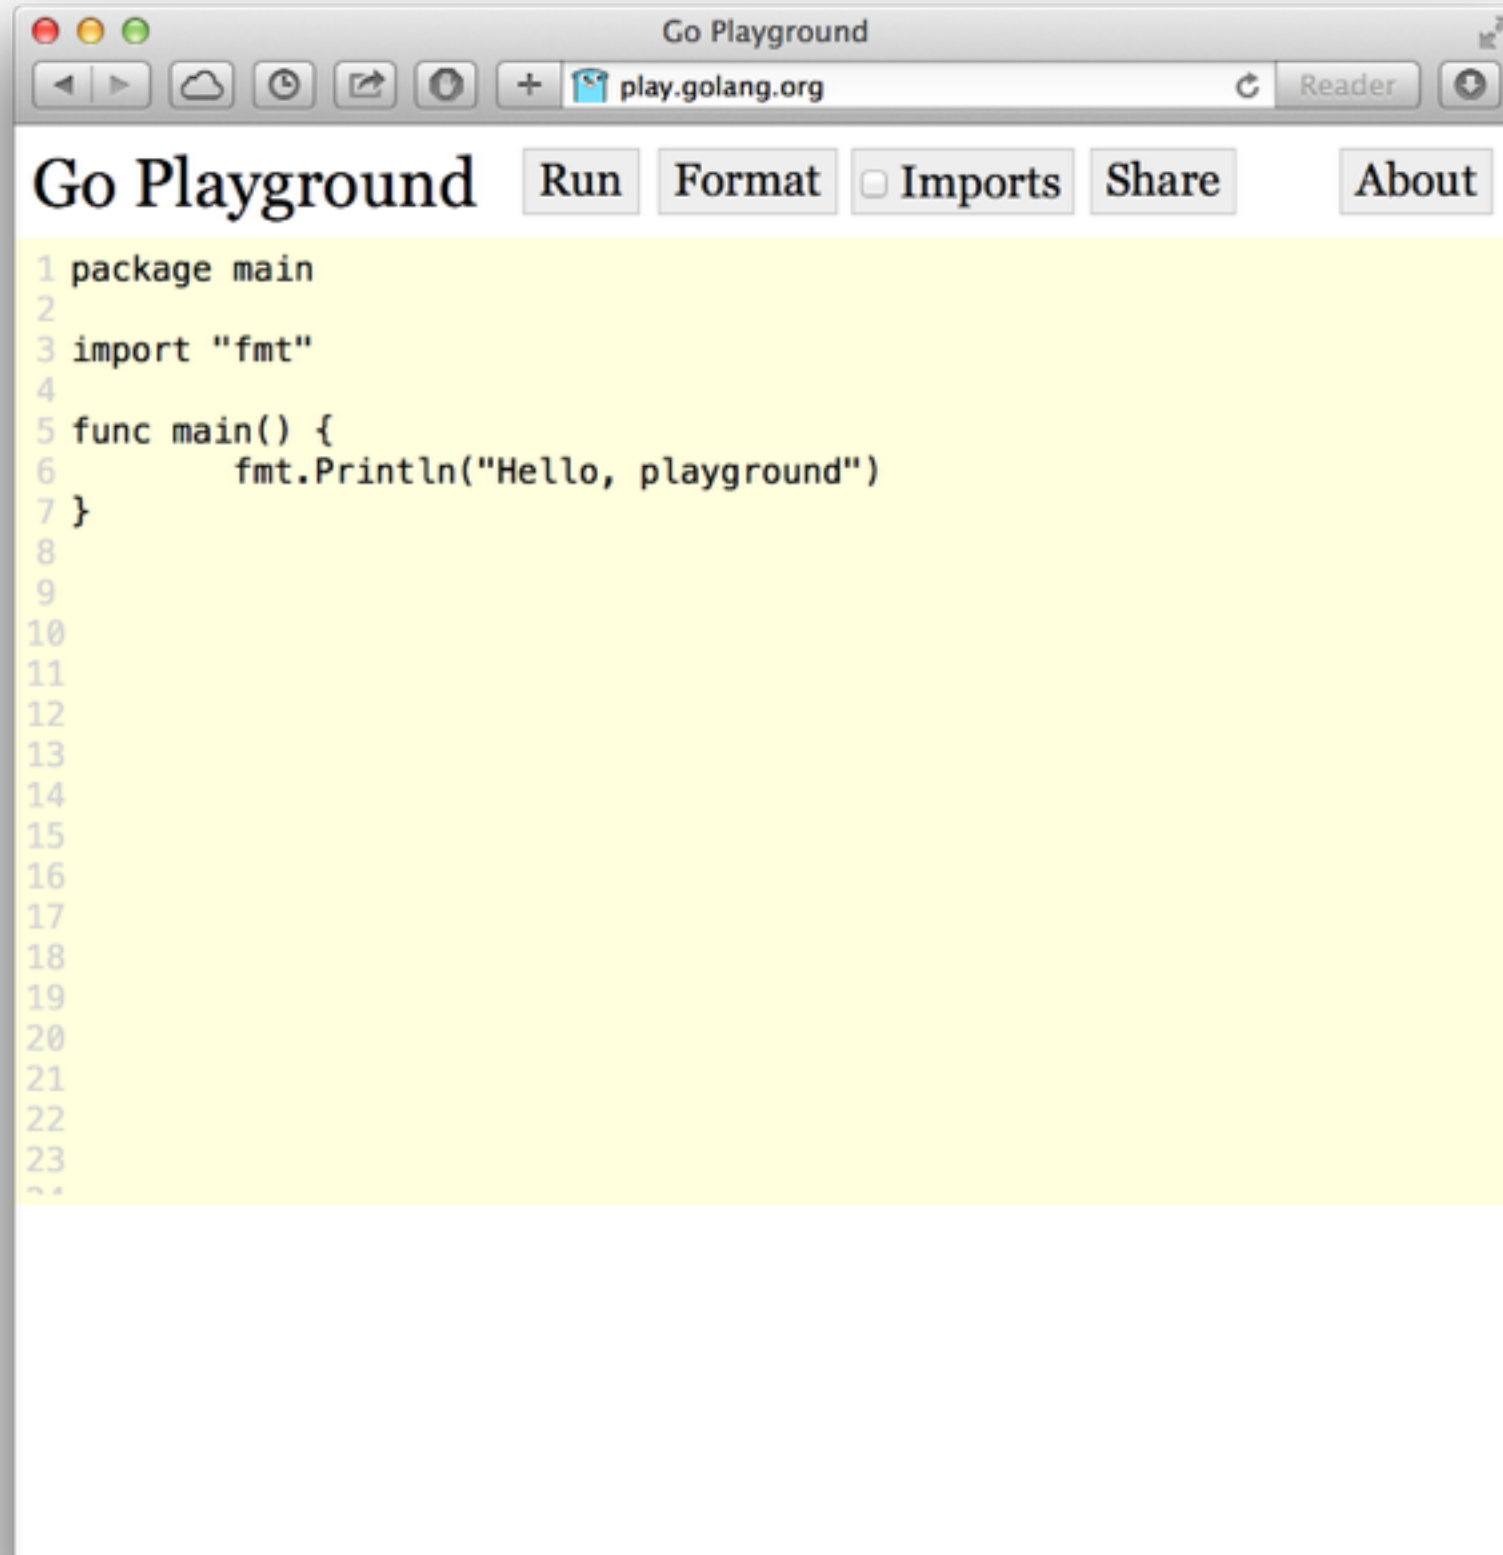 Go Playground
play.golang.org Reader
Go Playground Run Format Imports Share About
1 package main
2
3 import "fmt"
4
5 func main() {
6 fmt.Println("Hello, playground")
7 }
8
9
10
11
12
13
14
15
16
17
18
19
20
21
22
23